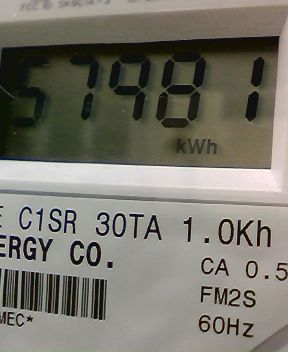 57981
kWh
E C1SR 30TA 1.0Kh
ERGY CO.
CA 0.5
FM2S
MEC*
60Hz